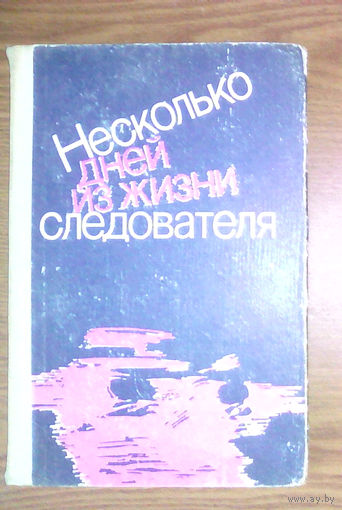 Несколько
дней
из жизни
следователя
www.ay.by